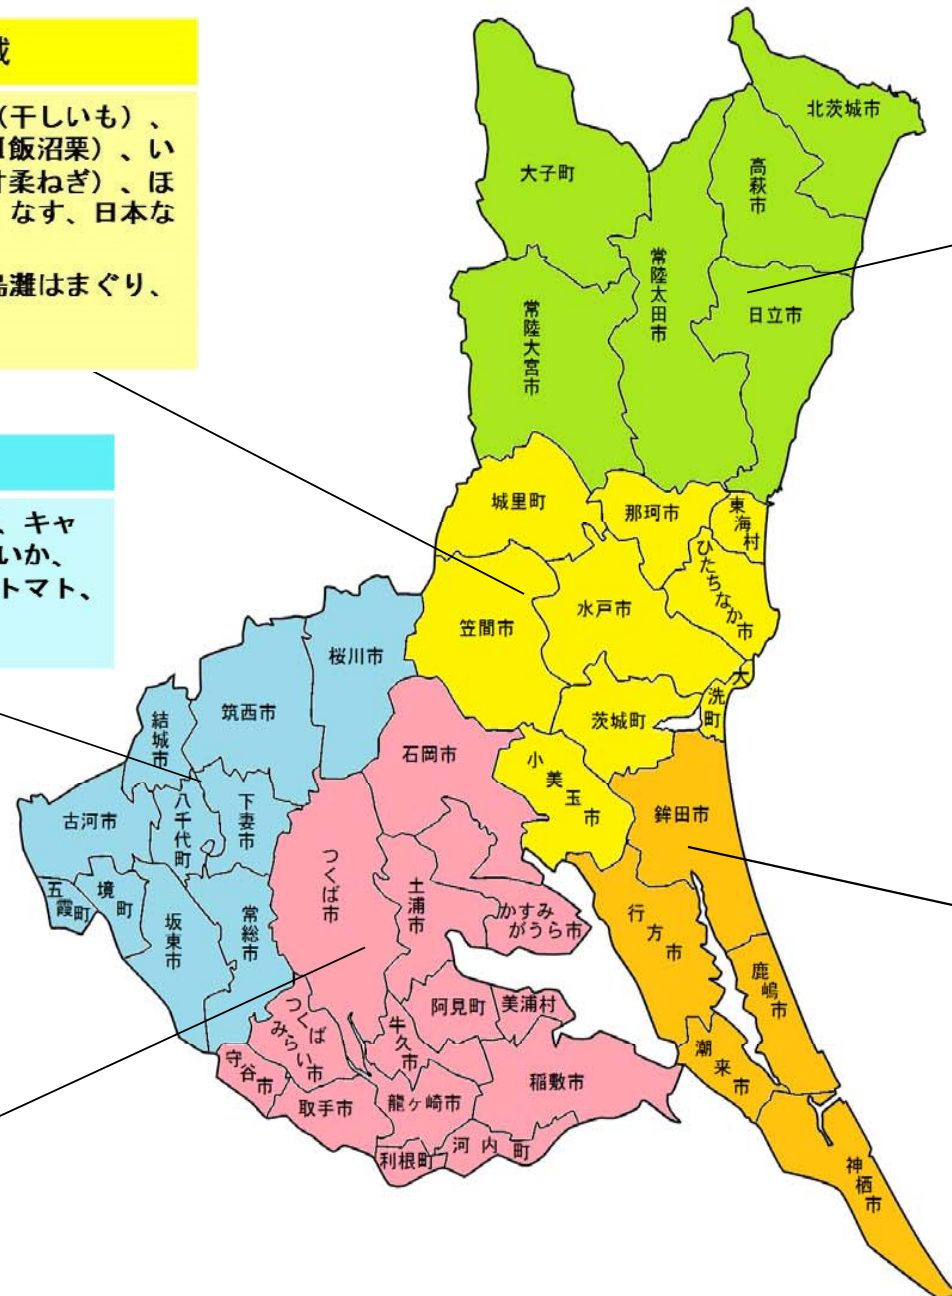 域
（干しいも）、
飯沼栗）、い
柔ねぎ）、ほ
なす、日本な
島灘はまぐり、
、キャ
いか、
トマト、
北茨城市
大子町
高萩市
常陸太田市
日立市
常陸大宮市
城里町
那珂市
東海村
ひたちなか市
水戸市
笠間市
大洗町
茨城町
小美玉市
桜川市
筑西市
結城市
石岡市
鉾田市
古河市
八千代町
下妻市
つくば市
土浦市
かすみ
がうら市
行方市
五霞町
境町
坂東市
常総市
鹿嶋市
阿見町
美浦村
つくば
みらい市
牛久市
潮来市
守谷市
取手市
龍ヶ崎市
稲敷市
利根町
河内町
神栖市